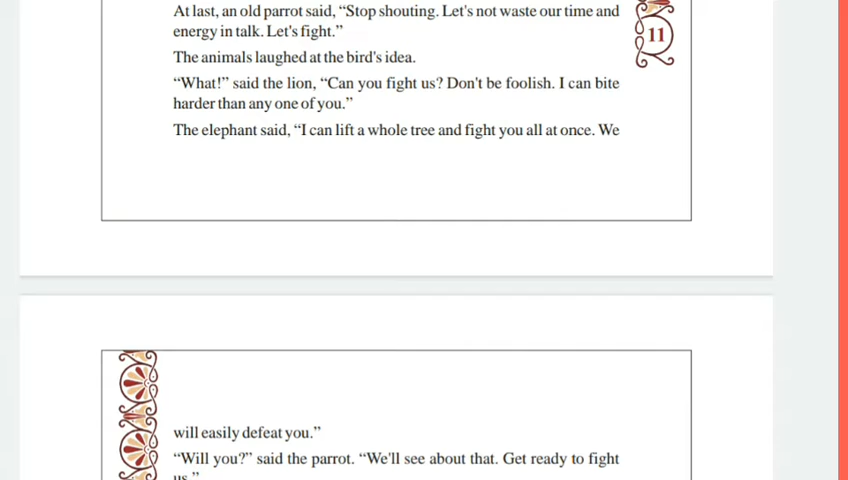 At last, an old parrot said, “Stop shouting. Let's not waste our time and
energy in talk. Let's fight.”
11
The animals laughed at the bird's idea.
“What!” said the lion, “Can you fight us? Don't be foolish. I can bite
harder than any one of you.”
The elephant said, “I can lift a whole tree and fight you all at once. We
will easily defeat you.”
“Will you?” said the parrot. “We'll see about that. Get ready to fight
us.”